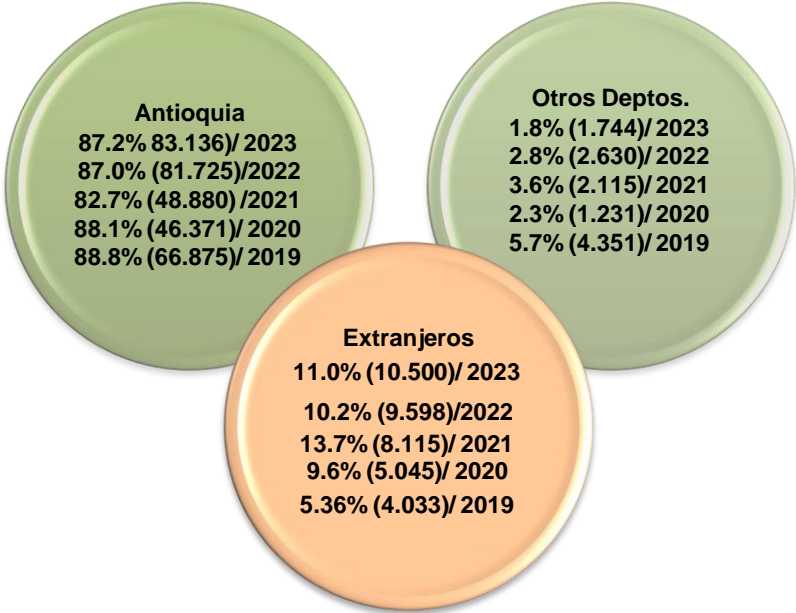 Antioquia
87.2% 83.136)/ 2023
87.0% (81.725)/2022
82.7% (48.880) /2021
88.1% (46.371)/ 2020
88.8% (66.875)/ 2019
Otros Deptos.
1.8% (1.744)/ 2023
2.8% (2.630)/ 2022
3.6% (2.115)/ 2021
2.3% (1.231)/ 2020
5.7% (4.351)/ 2019
Extranjeros
11.0% (10.500)/ 2023
10.2% (9.598)/2022
13.7% (8.115)/ 2021
9.6% (5.045)/ 2020
5.36% (4.033)/ 2019